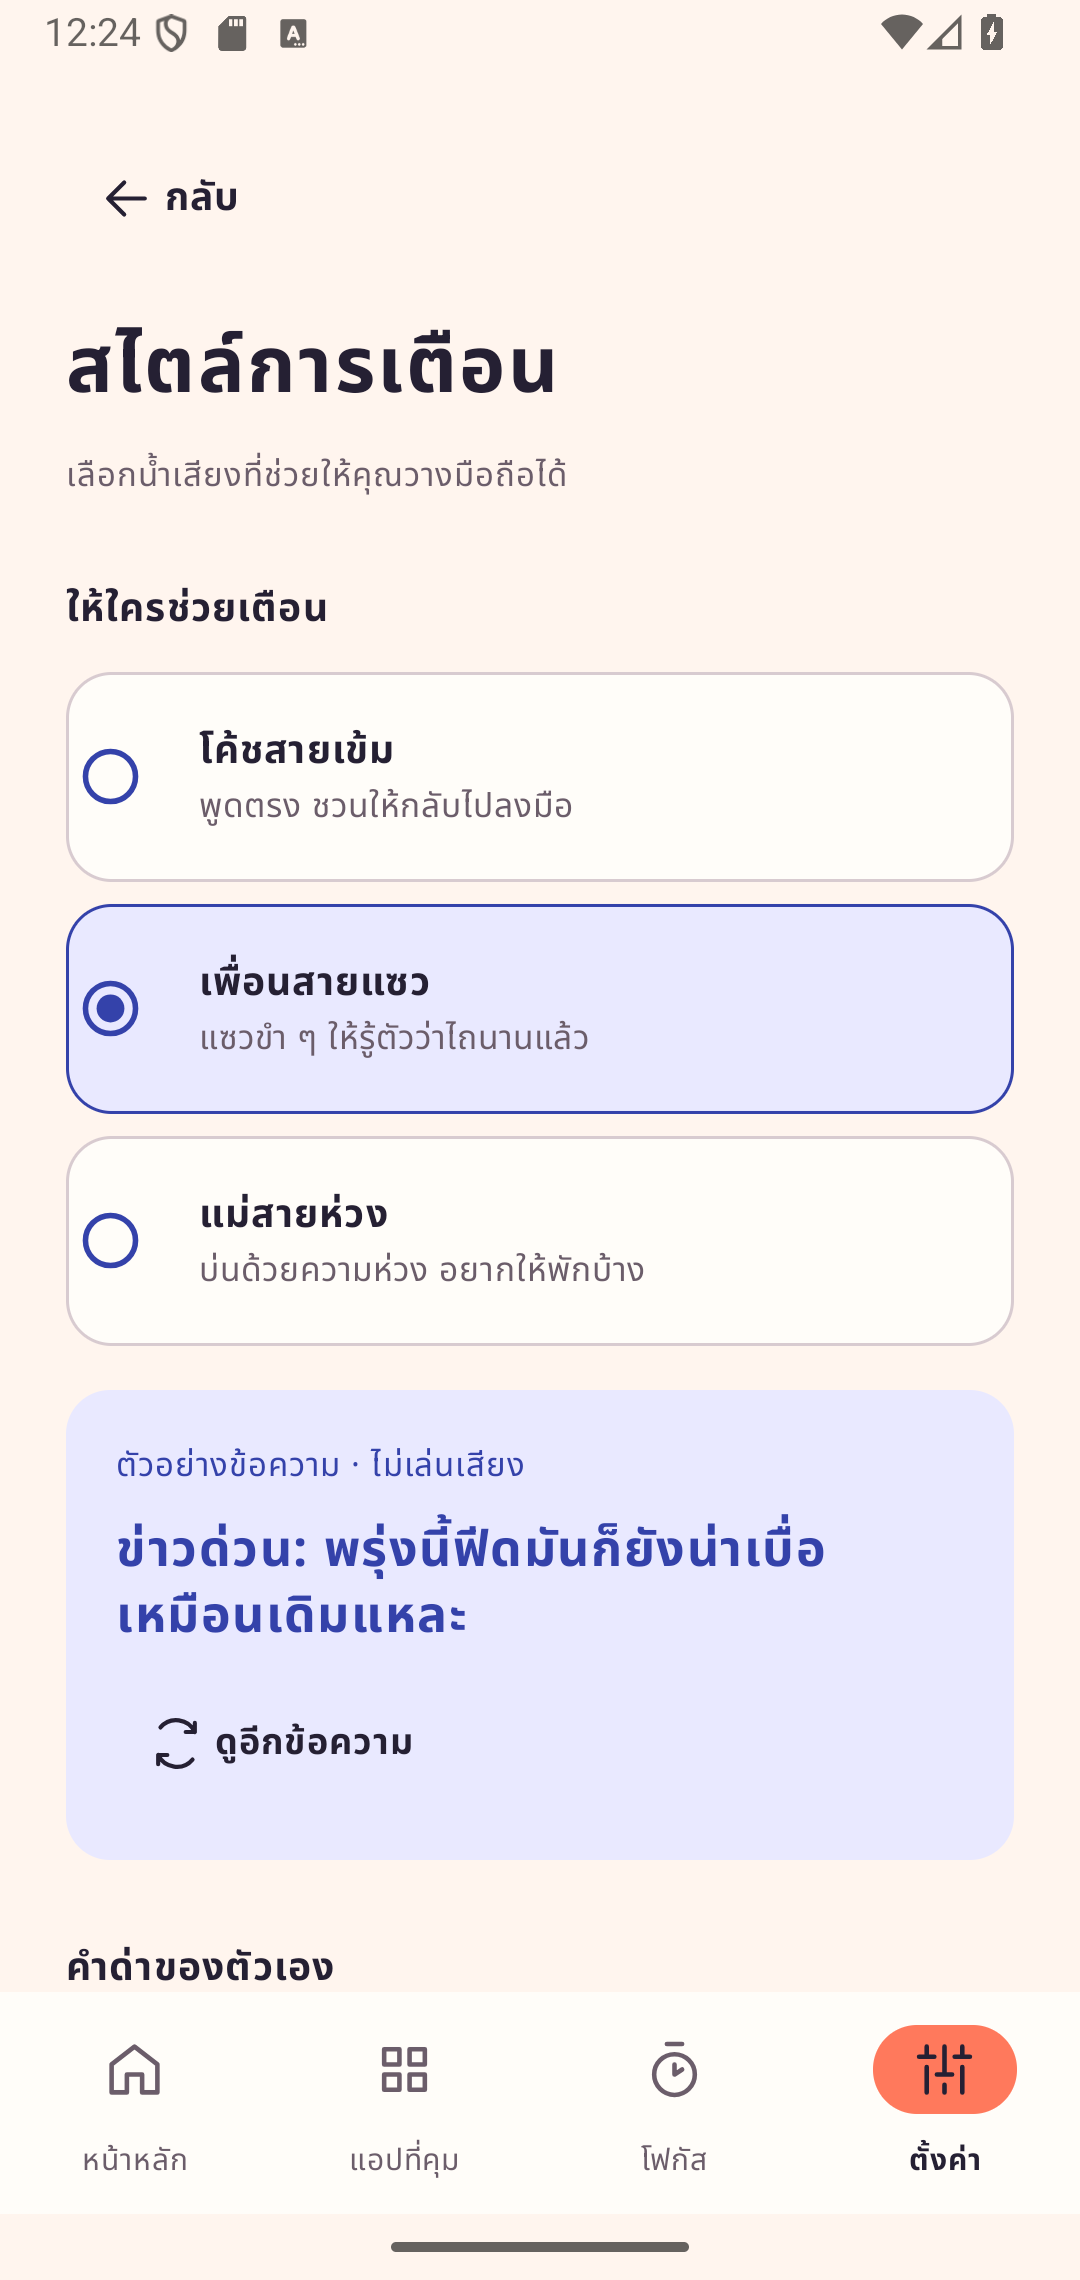 12:24
กลับ
สไตล์การเตือน
เลือกน้ำเสียงที่ช่วยให้คุณวางมือถือได้
ให้ใครช่วยเตือน
โค้ชสายเข้ม
พูดตรง ชวนให้กลับไปลงมือ
เพื่อนสายแซว
แซวขำ ๆ ให้รู้ตัวว่าไถนานแล้ว
แม่สายห่วง
บ่นด้วยความห่วง อยากให้พักบ้าง
ตัวอย่างข้อความ · ไม่เล่นเสียง
ข่าวด่วน: พรุ่งนี้ฟีดมันก็ยังน่าเบื่อ
เหมือนเดิมแหละ
ดูอีกข้อความ
คำด่าของตัวเอง
หน้าหลัก
แอปที่คุม
โฟกัส
ตั้งค่า